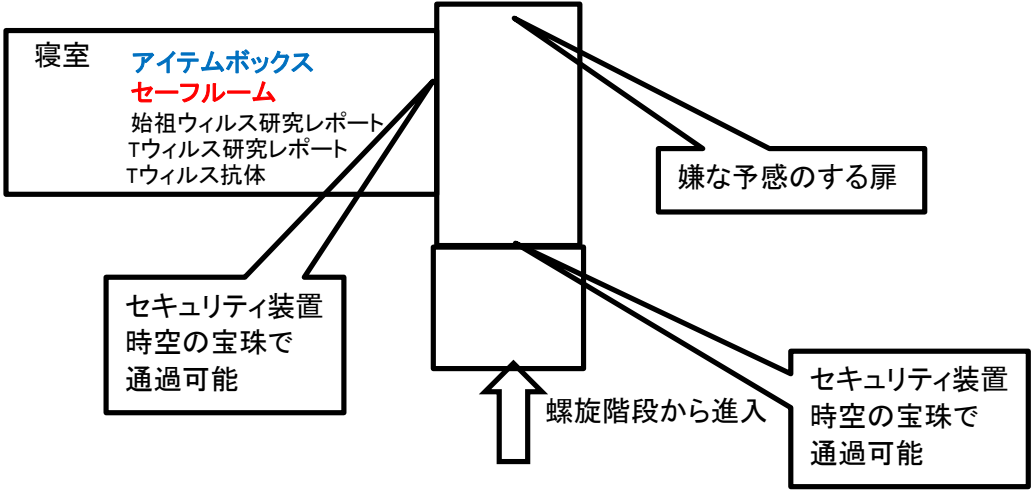 寝室
アイテムボックス
セーフルーム
始祖ウィルス研究レポート
Tウィルス研究レポート
Tウィルス抗体
嫌な予感のする扉
セキュリティ装置
時空の宝珠で
通過可能
螺旋階段から進入
セキュリティ装置
時空の宝珠で
通過可能